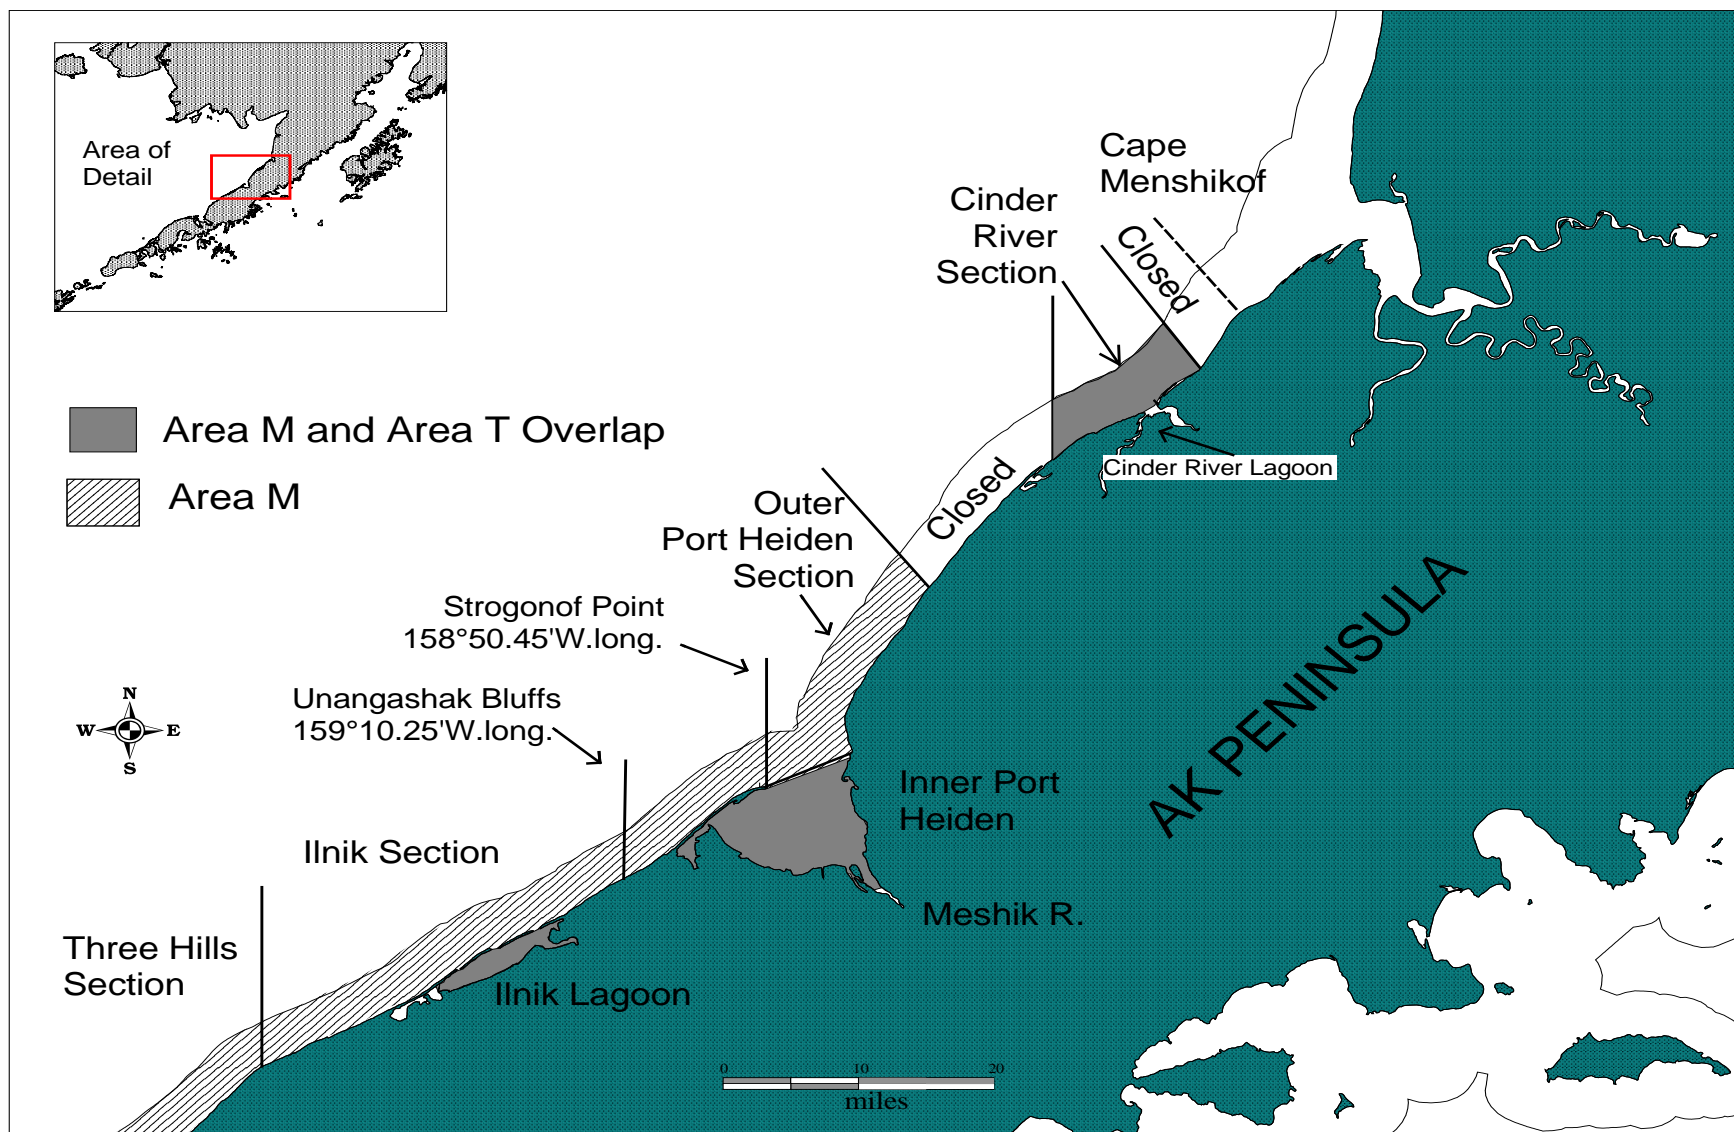 Area of
Detail
Cape
Menshikof
Cinder
River
Section
Closed
Area M and Area T Overlap
Area M
Cinder River Lagoon
Closed
Outer
Port Heiden
Section
Strogonof Point
158°50.45'W.long.
Unangashak Bluffs
159°10.25'W.long.
AK PENINSULA
N
W E
S
Inner Port
Heiden
Ilnik Section
Meshik R.
Three Hills
Section
Ilnik Lagoon
0 10 20
miles